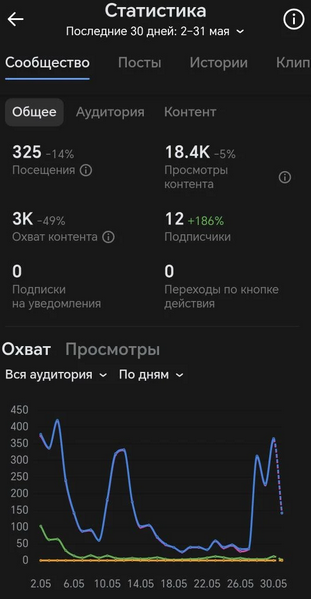 Статистика
Последние 30 дней: 2–31 мая
Сообщество Посты Истории Клип
Общее Аудитория Контент
325 -14% 18.4K -5%
Посещения Просмотры
контента
3K -49% 12 +186%
Охват контента Подписчики
0 0
Подписки Переходы по кнопке
на уведомления действия
Охват Просмотры
Вся аудитория По дням
450
400
350
300
250
200
150
100
50
0
2.05 6.05 10.05 14.05 18.05 22.05 26.05 30.05